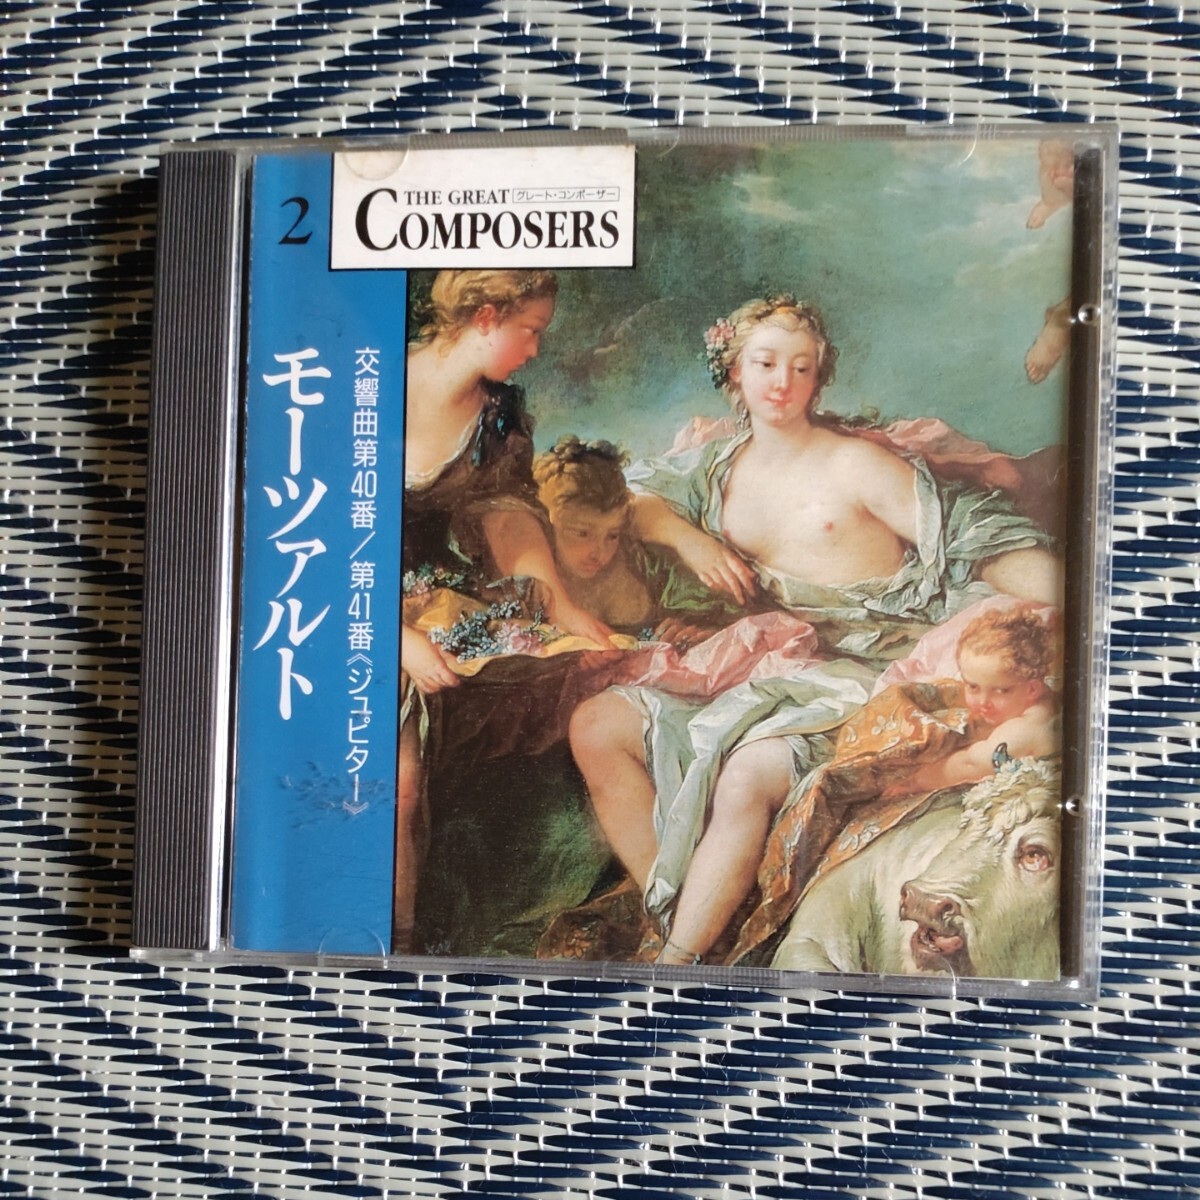 2
THE GREAT グレート・コンポーザー
COMPOSERS
交響曲第40番／第41番《ジュピター》
モーツァルト